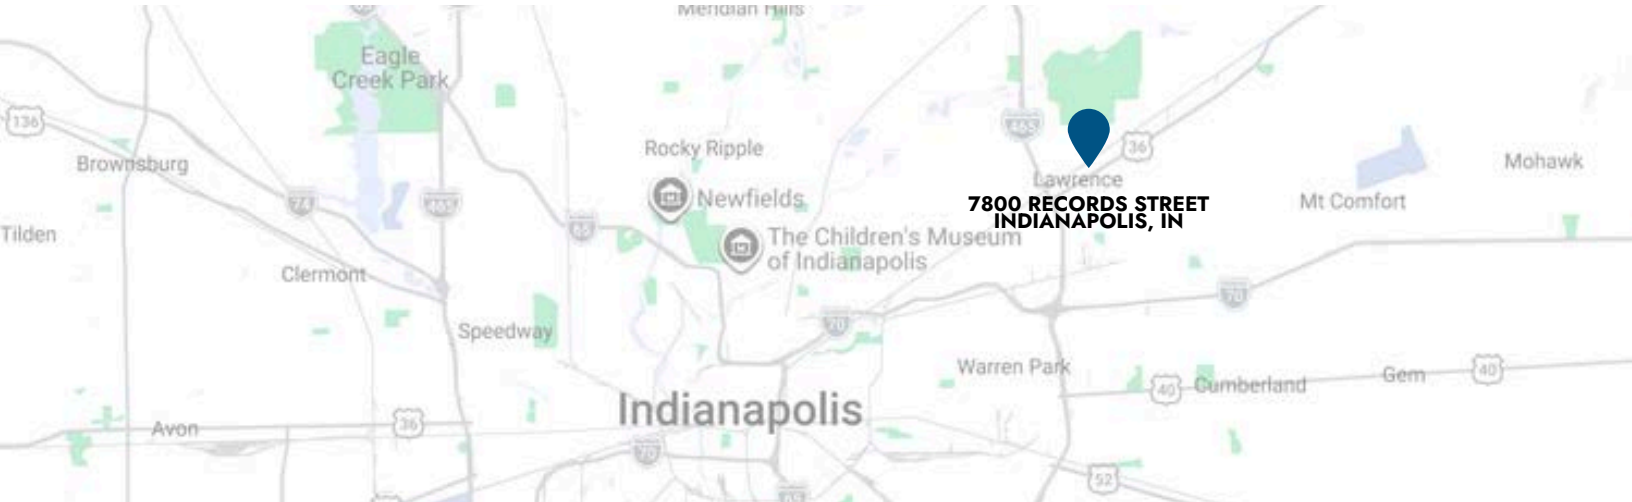 Meridian Hills
Eagle
Creek Park
136
465
36
Rocky Ripple
Brownsburg
Mohawk
Lawrence
74
465
Newfields
7800 RECORDS STREET
INDIANAPOLIS, IN
Mt Comfort
65
Tilden
The Children's Museum
of Indianapolis
Clermont
70
70
Speedway
Warren Park
Gem
40
40
Cumberland
Indianapolis
Avon
36
70
52
65